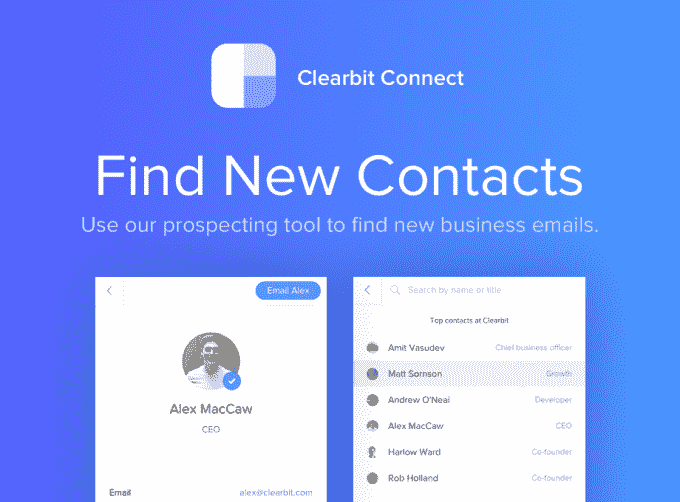 Clearbit Connect
Find New Contacts
Use our prospecting tool to find new business emails.
Email Alex
Alex MacCaw
CEO
Email alex@clearbit.com
Search by name or title
Top contacts at Clearbit
Amit Vasudev Chief business officer
Matt Sornson Growth
Andrew O'Neal Developer
Alex MacCaw CEO
Harlow Ward Co-founder
Rob Holland Co-founder